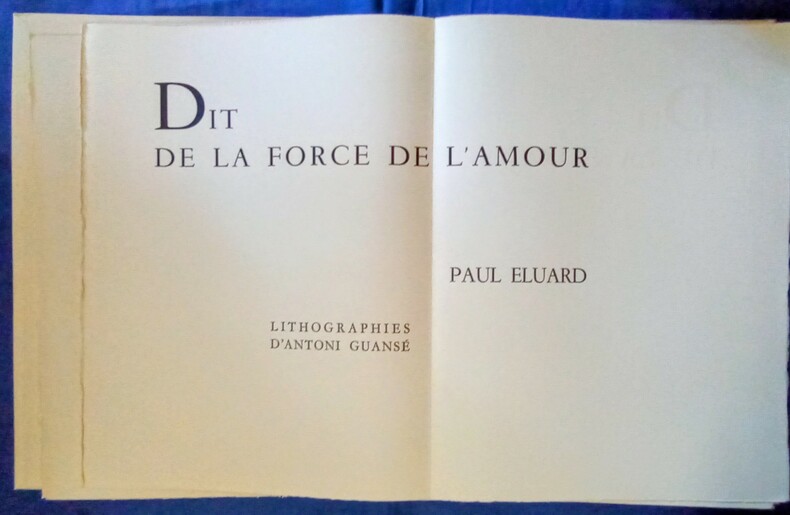 DIT
DE LA FORCE DE L'AMOUR
PAUL ELUARD
LITHOGRAPHIES
D'ANTONI GUANSÉ